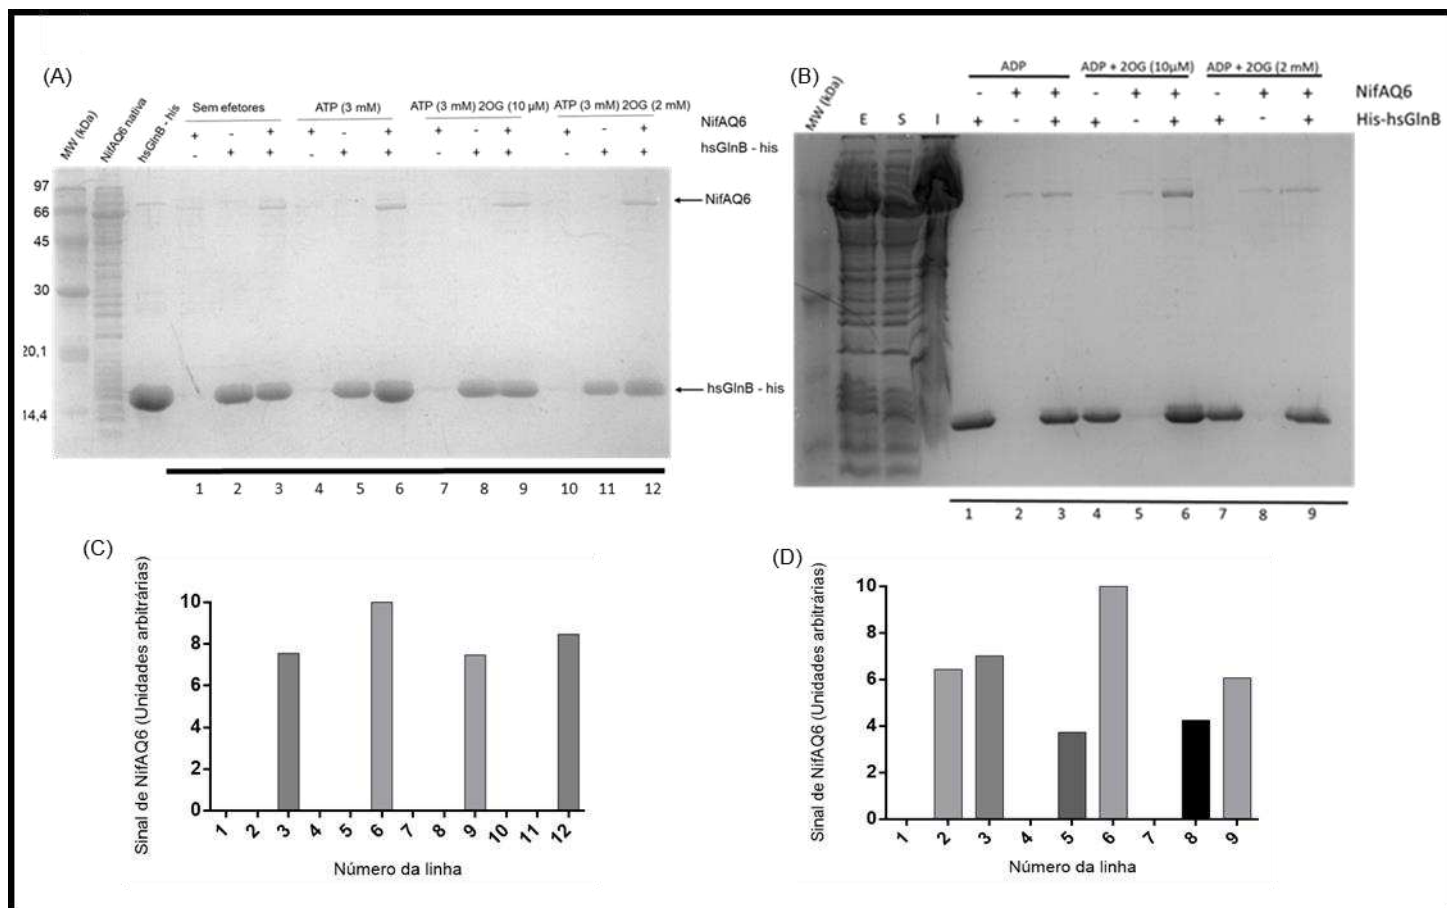 (A)
MW (kDa)
NifAQ6 nativa
hsGlnB - his
Sem efetores
ATP (3 mM)
ATP (3 mM) 2OG (10 µM)
ATP (3 mM) 2OG (2 mM)
+ - + + - + + - + + - + NifAQ6
- + + - + + - + + - + + hsGlnB - his
97
66
45
30
20,1
14,4
NifAQ6
hsGlnB - his
1 2 3 4 5 6 7 8 9 10 11 12
(B)
MW (kDa)
E S I
ADP
ADP + 2OG (10µM)
ADP + 2OG (2 mM)
- + + - + + - + + NifAQ6
+ - + + - + + - + His-hsGlnB
1 2 3 4 5 6 7 8 9
(C)
Sinal de NifAQ6 (Unidades arbitrárias)
10
8
6
4
2
0
1 2 3 4 5 6 7 8 9 10 11 12
Número da linha
(D)
Sinal de NifAQ6 (Unidades arbitrárias)
10
8
6
4
2
0
1 2 3 4 5 6 7 8 9
Número da linha